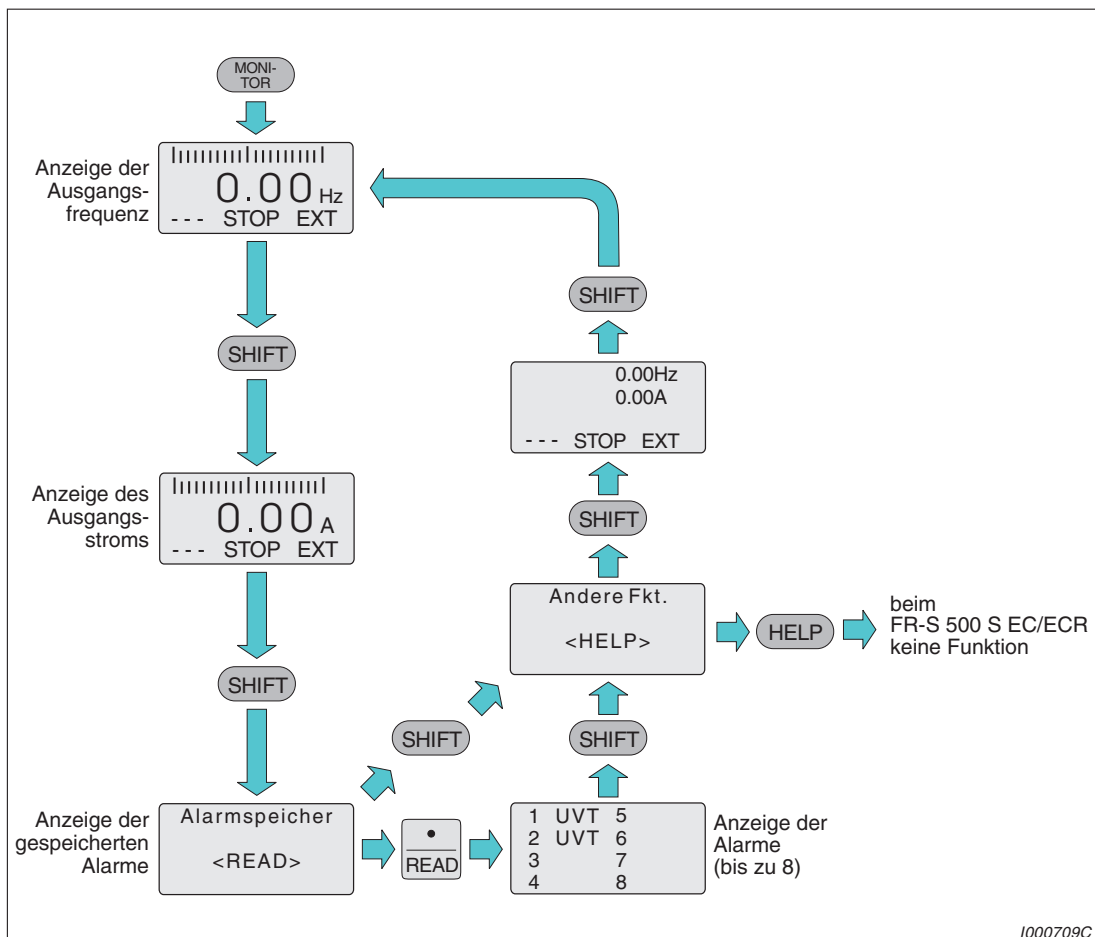 MONI-
TOR
Anzeige der
Ausgangs-
frequenz
0.00 Hz
--- STOP EXT
SHIFT
Anzeige des
Ausgangs-
stroms
0.00 A
--- STOP EXT
SHIFT
Anzeige der
gespeicherten
Alarme
Alarmspeicher
<READ>
SHIFT
•
READ
1 UVT 5
2 UVT 6
3 7
4 8
Anzeige der
Alarme
(bis zu 8)
SHIFT
Andere Fkt.
<HELP>
HELP
beim
FR-S 500 S EC/ECR
keine Funktion
SHIFT
0.00Hz
0.00A
--- STOP EXT
SHIFT
I000709C